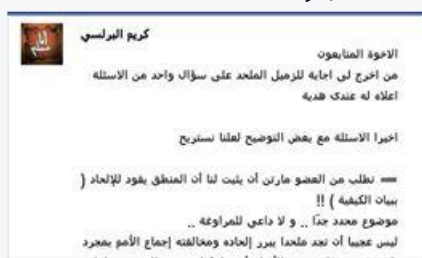 كريم البرلسي
الاخوة المتابعون
من اخرج لى اجابة للزميل الملحد على سؤال واحد من الاسئلة
اعلاه له عندى هدية
اخيرا الاسئلة مع بعض التوضيح لعلنا نستريح
== نطلب من العضو مارتن أن يثبت لنا أن المنطق يقود للإلحاد (
ببيان الكيفية ) !!
موضوع محدد جدًا .. و لا داعي للمراوغة ..
ليس عجيبا أن تجد ملحدا يبرر إلحاده ومخالفته إجماع الأمم بمجرد